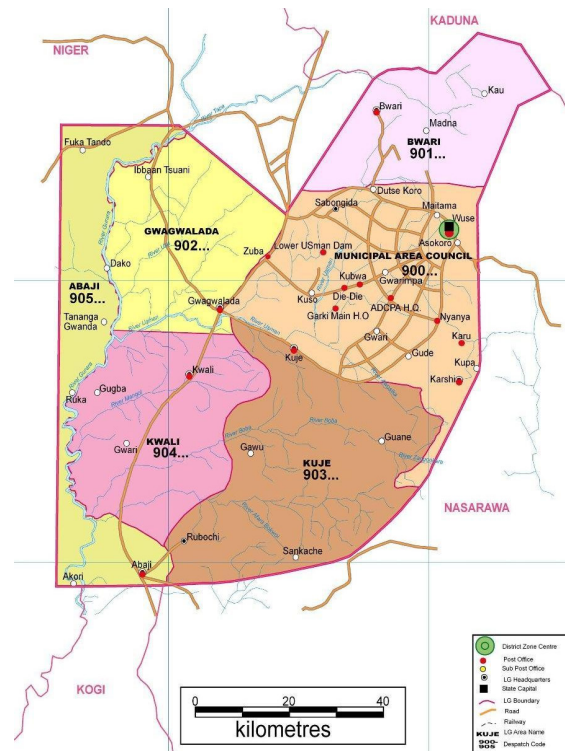 KADUNA
NIGER
Kau
Bwari
Madna
BWARI
901...
Fuka Tando
Ibbaan Tsuani
Dutse Koro
Sabongida
Maitama
Wuse
GWAGWALADA
902...
Asokoro
Zuba
Lower USman Dam
MUNICIPAL AREA COUNCIL
900...
Dako
Kubwa
Gwarimpa
ABAJI
905...
Kuso
Die-Die
ADCPA H.Q.
Gwagwalada
Garki Main H.O
Nyanya
Tananga
Gwanda
Gwari
Karu
Kuje
Gude
Kupa
Kwali
Karshi
Gugba
Ruka
KWALI
904...
Gwari
Gawu
Guane
KUJE
903...
NASARAWA
Rubochi
Sankache
Abaji
Akori
KOGI
0 20 40
kilometres
District Zone Centre
Post Office
Sub Post Office
LG Headquarters
State Capital
LG Boundary
Road
Railway
KUJE LG Area Name
900-
905 Despatch Code